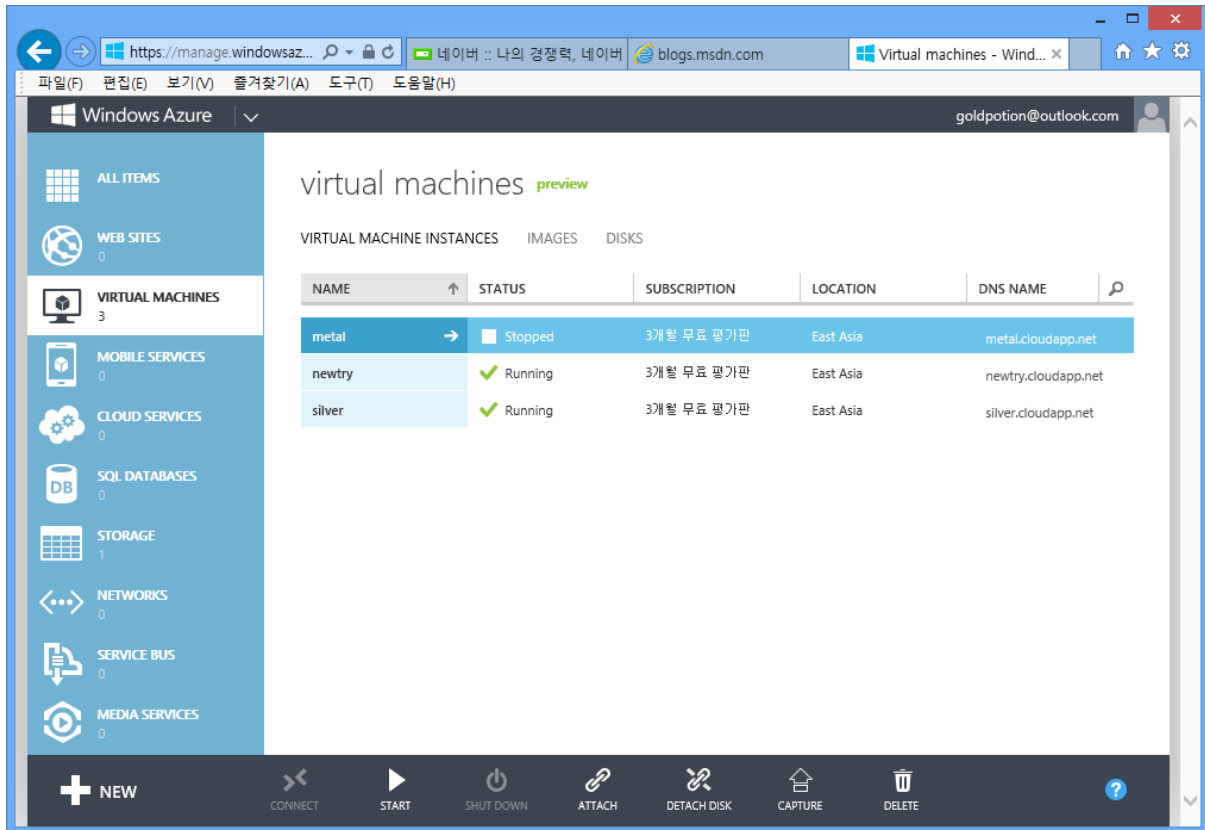 https://manage.windowsaz...
네이버 :: 나의 경쟁력, 네이버
blogs.msdn.com
Virtual machines - Wind...
파일(F) 편집(E) 보기(V) 즐겨찾기(A) 도구(T) 도움말(H)
Windows Azure
goldpotion@outlook.com
ALL ITEMS
WEB SITES
0
VIRTUAL MACHINES
3
MOBILE SERVICES
0
CLOUD SERVICES
0
SQL DATABASES
0
DB
STORAGE
1
NETWORKS
0
SERVICE BUS
0
MEDIA SERVICES
0
virtual machines preview
VIRTUAL MACHINE INSTANCES IMAGES DISKS
NAME STATUS SUBSCRIPTION LOCATION DNS NAME
metal Stopped 3개월 무료 평가판 East Asia metal.cloudapp.net
newtry Running 3개월 무료 평가판 East Asia newtry.cloudapp.net
silver Running 3개월 무료 평가판 East Asia silver.cloudapp.net
NEW
CONNECT START SHUT DOWN ATTACH DETACH DISK CAPTURE DELETE
?